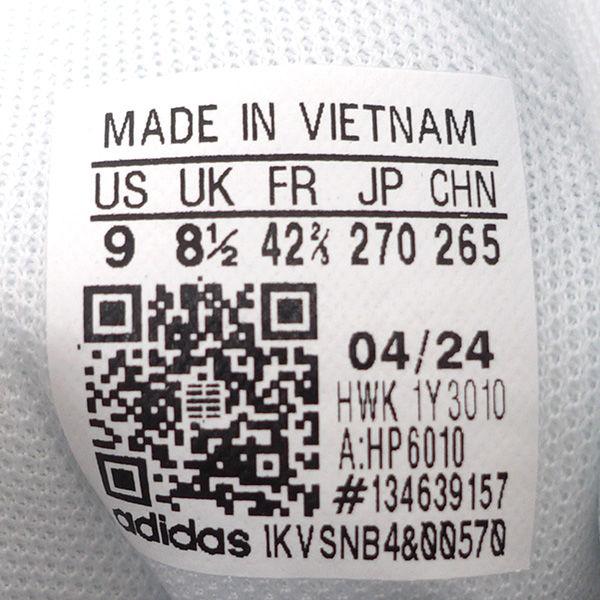 MADE IN VIETNAM
US UK FR JP CHN
9 8½ 42⅔ 270 265
04/24
HWK 1Y3010
A:HP6010
#134639157
adidas 1KVSNB4&00570